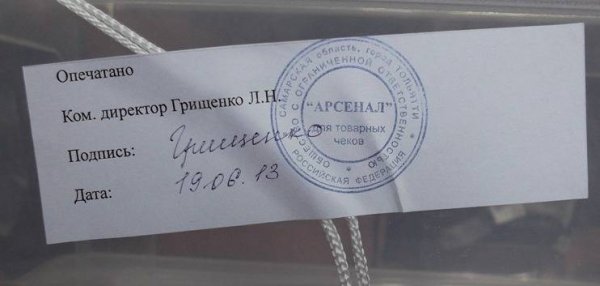 Опечатано
Ком. директор Грищенко Л.Н.
Подпись: Грищенко
Дата: 19.06.13
САМАРСКАЯ область, город ТОЛЬЯТТИ
ОБЩЕСТВО С ОГРАНИЧЕННОЙ ОТВЕТСТВЕННОСТЬЮ
"АРСЕНАЛ"
для товарных
чеков
РОССИЙСКАЯ ФЕДЕРАЦИЯ